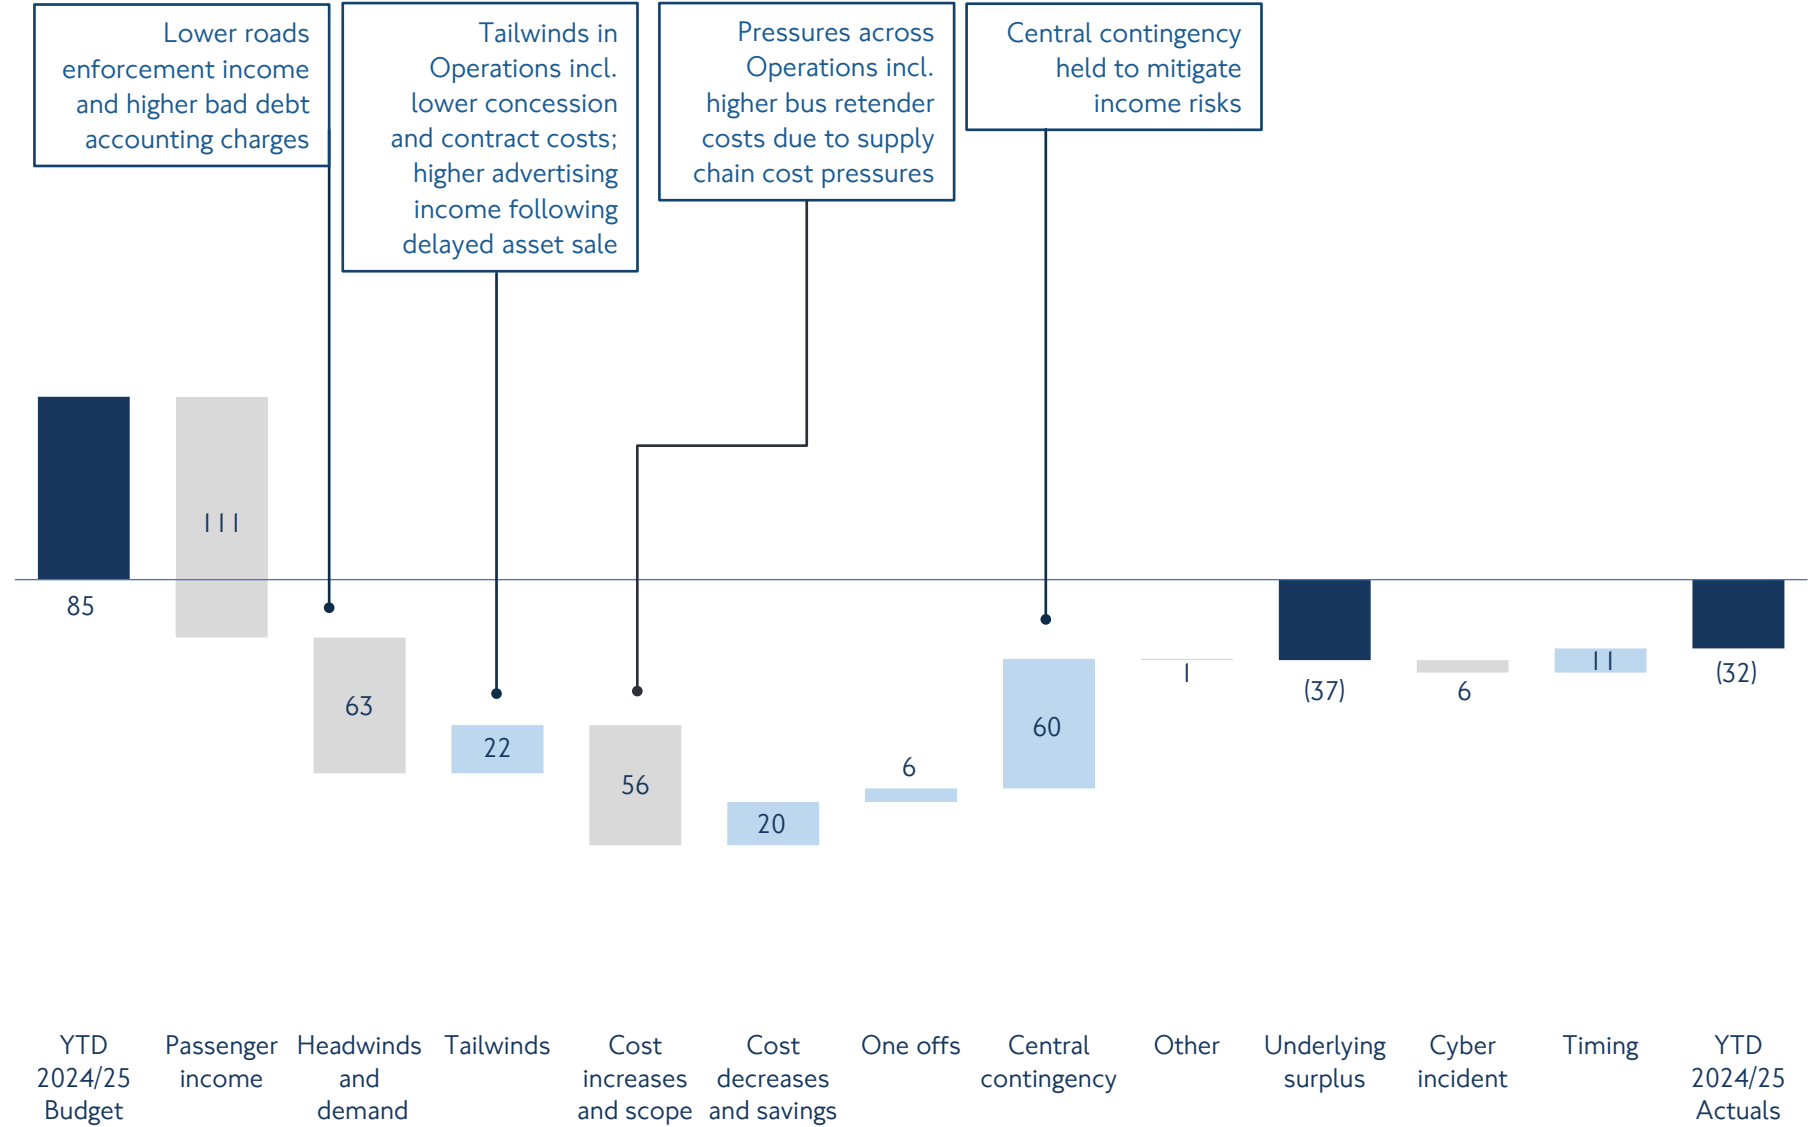 Lower roads
enforcement income
and higher bad debt
accounting charges
Tailwinds in
Operations incl.
lower concession
and contract costs;
higher advertising
income following
delayed asset sale
Pressures across
Operations incl.
higher bus retender
costs due to supply
chain cost pressures
Central contingency
held to mitigate
income risks
85
111
63
22
56
20
6
60
1
(37)
6
11
(32)
YTD
2024/25
Budget
Passenger
income
Headwinds
and
demand
Tailwinds
Cost
increases
and scope
Cost
decreases
and savings
One offs
Central
contingency
Other
Underlying
surplus
Cyber
incident
Timing
YTD
2024/25
Actuals